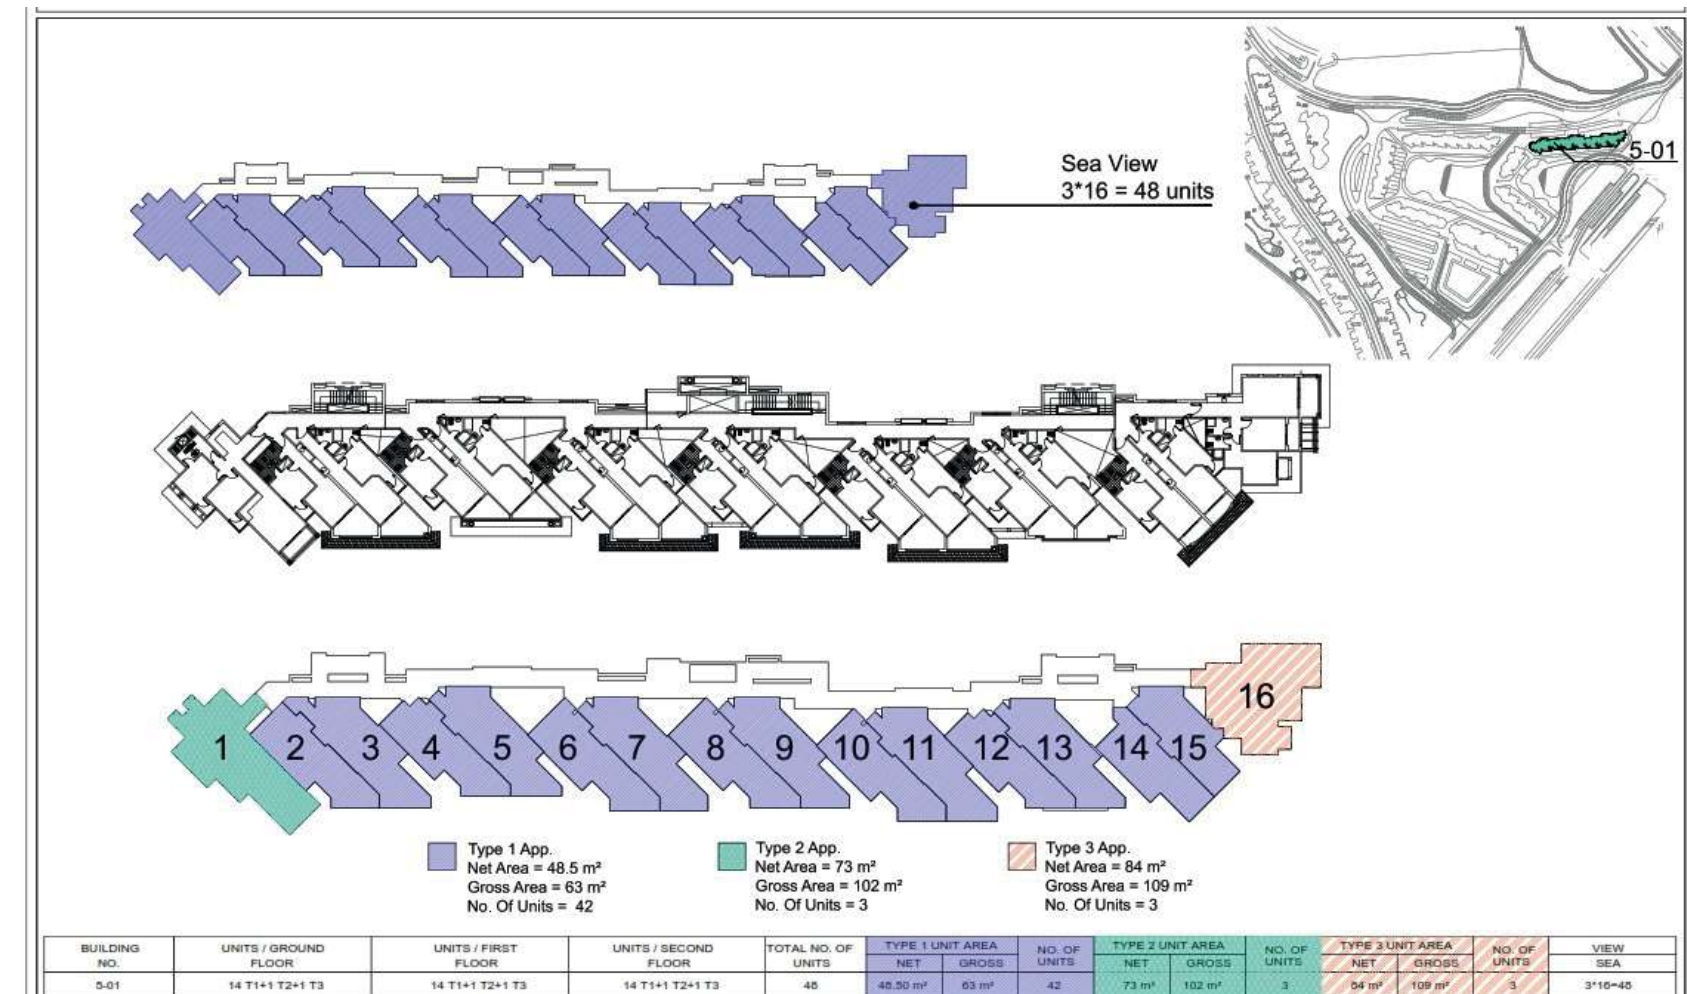 5-01
Sea View
3*16 = 48 units
1
2
3
4
5
6
7
8
9
10
11
12
13
14
15
16
Type 1 App.
Net Area = 48.5 m²
Gross Area = 63 m²
No. Of Units = 42
Type 2 App.
Net Area = 73 m²
Gross Area = 102 m²
No. Of Units = 3
Type 3 App.
Net Area = 84 m²
Gross Area = 109 m²
No. Of Units = 3
BUILDING NO. UNITS / GROUND FLOOR UNITS / FIRST FLOOR UNITS / SECOND FLOOR TOTAL NO. OF UNITS TYPE 1 UNIT AREA NO. OF UNITS TYPE 2 UNIT AREA NO. OF UNITS TYPE 3 UNIT AREA NO. OF UNITS VIEW
NET GROSS NET GROSS NET GROSS SEA
5-01 14 T1+1 T2+1 T3 14 T1+1 T2+1 T3 14 T1+1 T2+1 T3 48 48.50 m² 63 m² 42 73 m² 102 m² 3 84 m² 109 m² 3 3*16=48